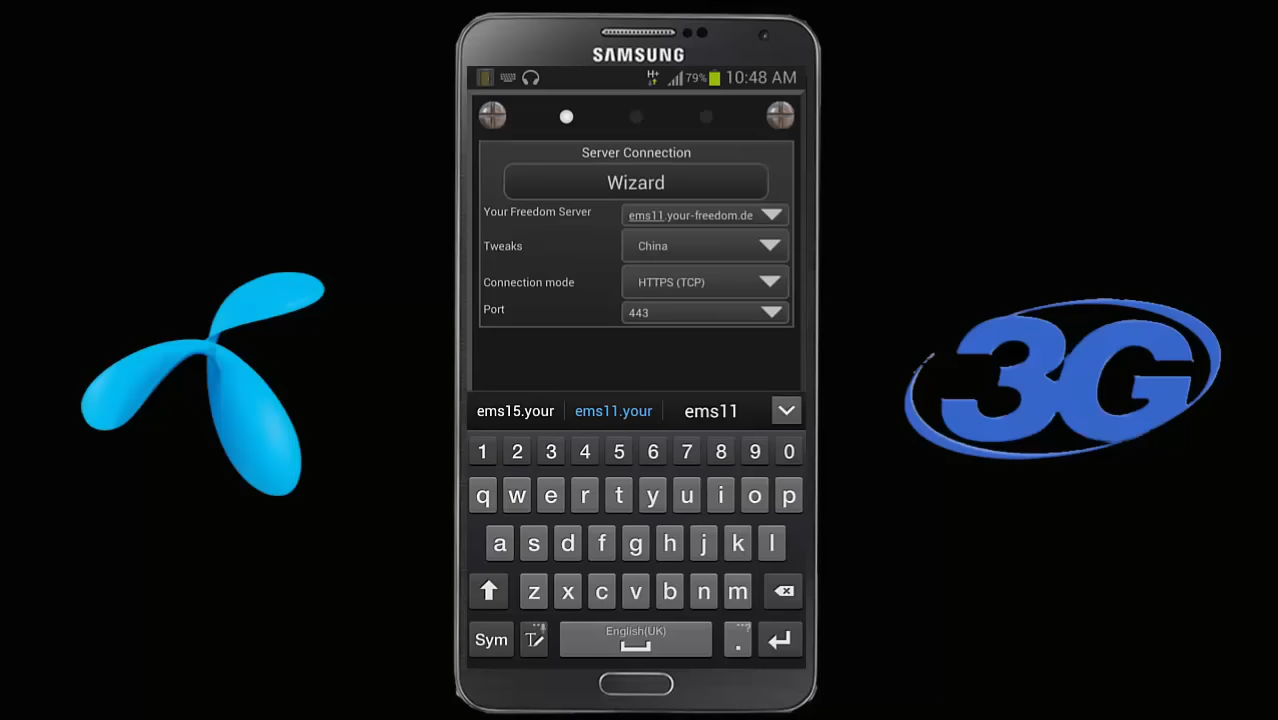 SAMSUNG
H+ 79% 10:48 AM
Server Connection
Wizard
Your Freedom Server ems11.your-freedom.de
Tweaks China
Connection mode HTTPS (TCP)
Port 443
ems15.your ems11.your ems11
1 2 3 4 5 6 7 8 9 0
q w e r t y u i o p
a s d f g h j k l
z x c v b n m
Sym T English(UK) . ...?
3G